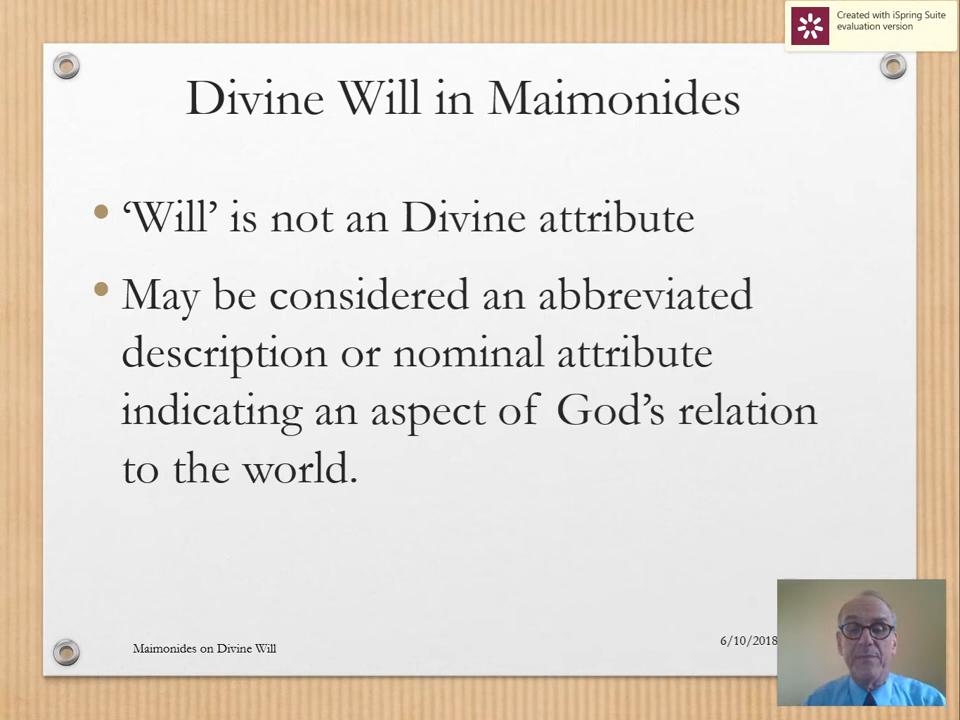 Created with iSpring Suite
evaluation version
Divine Will in Maimonides
• ‘Will’ is not an Divine attribute
• May be considered an abbreviated
description or nominal attribute
indicating an aspect of God’s relation
to the world.
Maimonides on Divine Will
6/10/2018